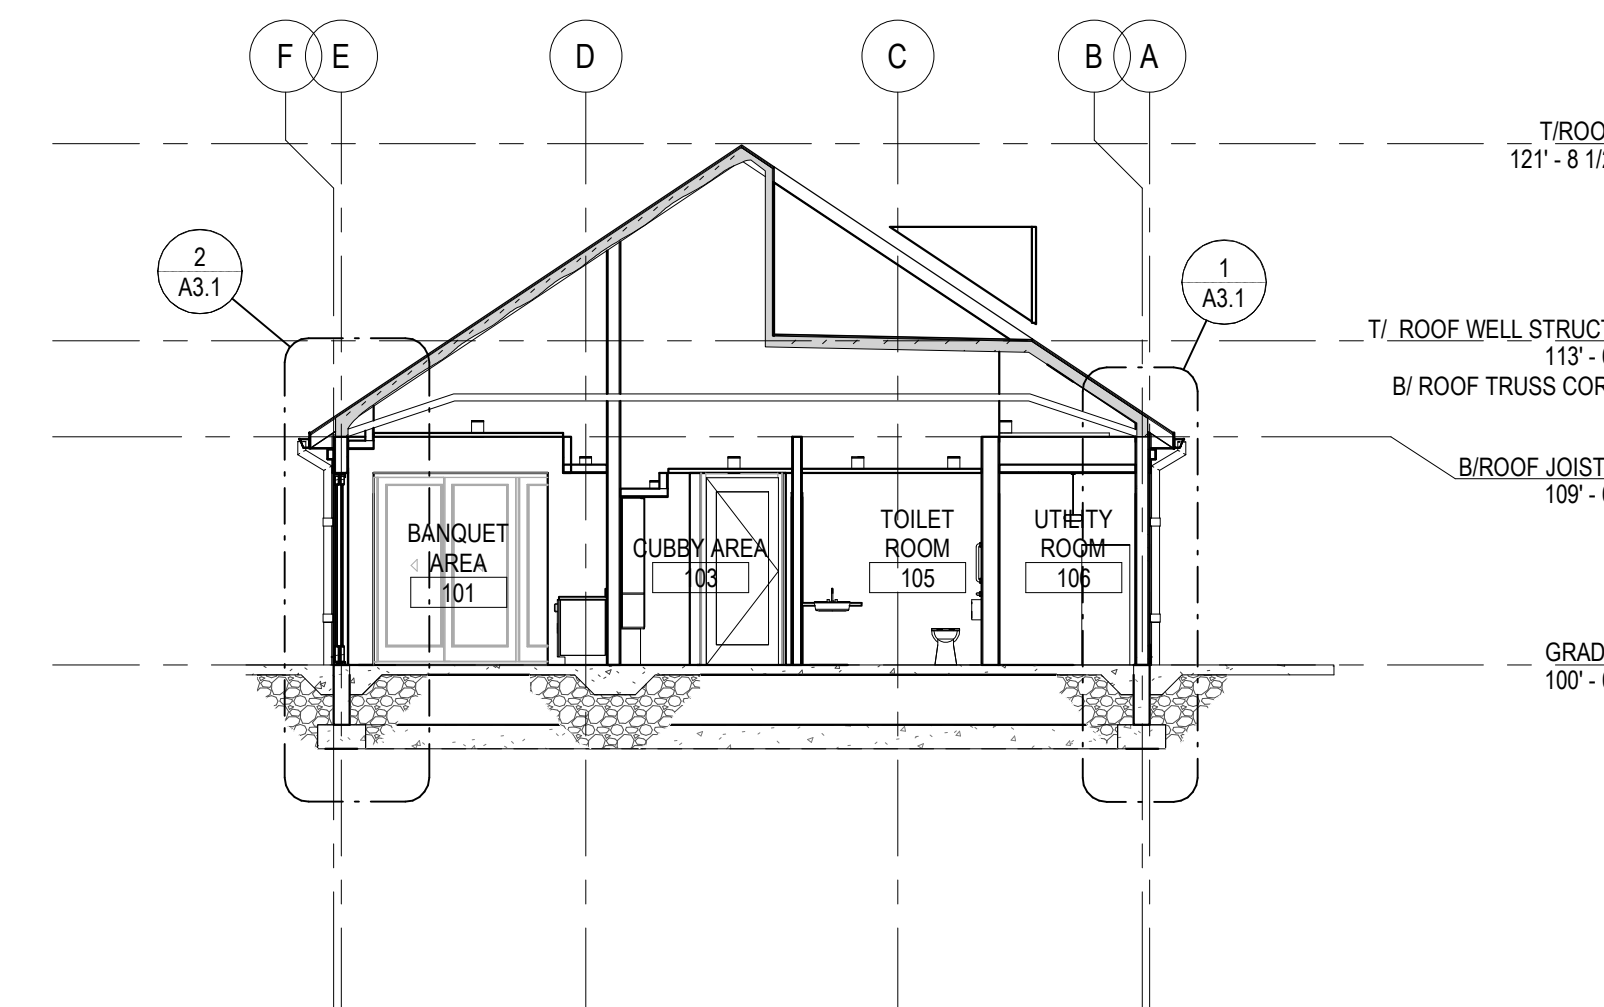 F E D C B A
T/ROO
121' - 8 1/2
2
A3.1
1
A3.1
T/ ROOF WELL STRUCT
113' - 
B/ ROOF TRUSS COR
B/ROOF JOIST
109' - 
BANQUET
AREA
101
CUBBY AREA
103
TOILET
ROOM
105
UTILITY
ROOM
106
GRAD
100' -